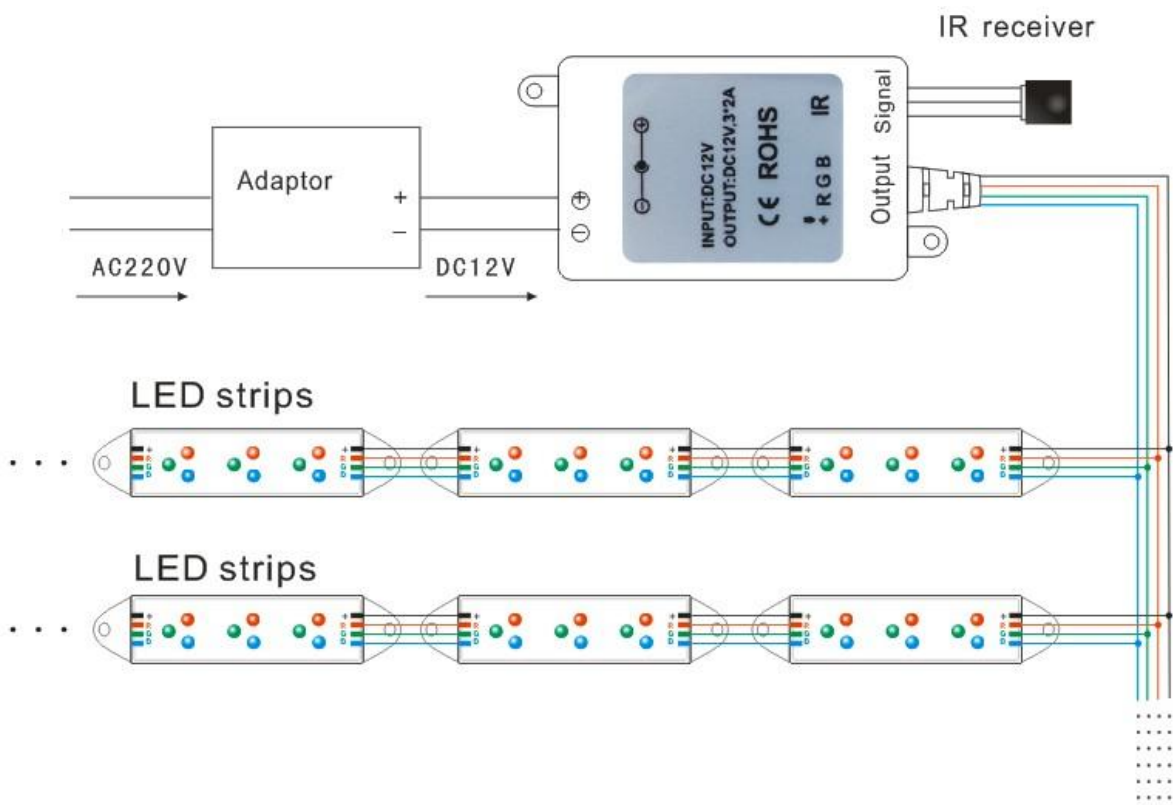 IR receiver
Adaptor
+
−
AC220V
DC12V
⊕
⊖
⊕
⊖
INPUT:DC12V
OUTPUT:DC12V,3*2A
CE ROHS
+ R G B IR
Output Signal
LED strips
+ R G D
+ R G D
+ R G D
+ R G D
+ R G D
+ R G D
LED strips
+ R G D
+ R G D
+ R G D
+ R G D
+ R G D
+ R G D